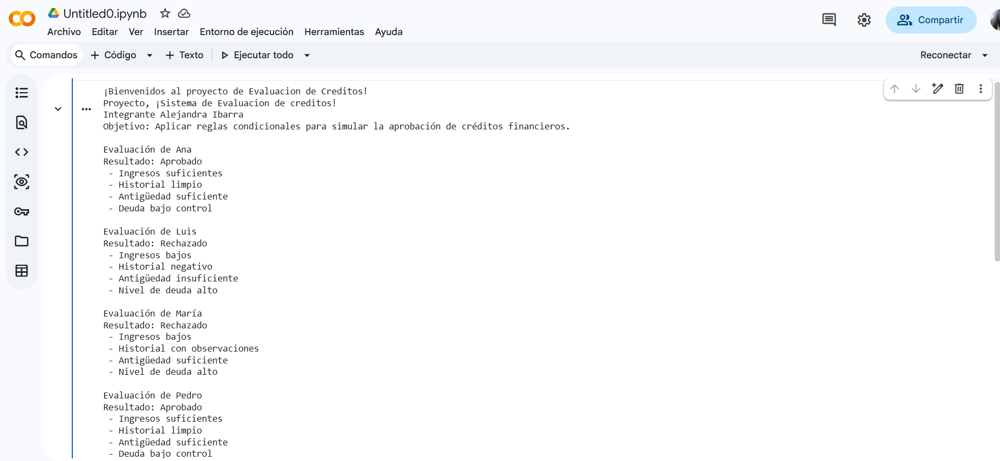 Untitled0.ipynb
Archivo Editar Ver Insertar Entorno de ejecución Herramientas Ayuda
Compartir
Comandos + Código + Texto Ejecutar todo
Reconectar
¡Bienvenidos al proyecto de Evaluacion de Creditos!
Proyecto, ¡Sistema de Evaluacion de creditos!
Integrante Alejandra Ibarra
Objetivo: Aplicar reglas condicionales para simular la aprobación de créditos financieros.
Evaluación de Ana
Resultado: Aprobado
- Ingresos suficientes
- Historial limpio
- Antigüedad suficiente
- Deuda bajo control
Evaluación de Luis
Resultado: Rechazado
- Ingresos bajos
- Historial negativo
- Antigüedad insuficiente
- Nivel de deuda alto
Evaluación de María
Resultado: Rechazado
- Ingresos bajos
- Historial con observaciones
- Antigüedad suficiente
- Nivel de deuda alto
Evaluación de Pedro
Resultado: Aprobado
- Ingresos suficientes
- Historial limpio
- Antigüedad suficiente
- Deuda bajo control